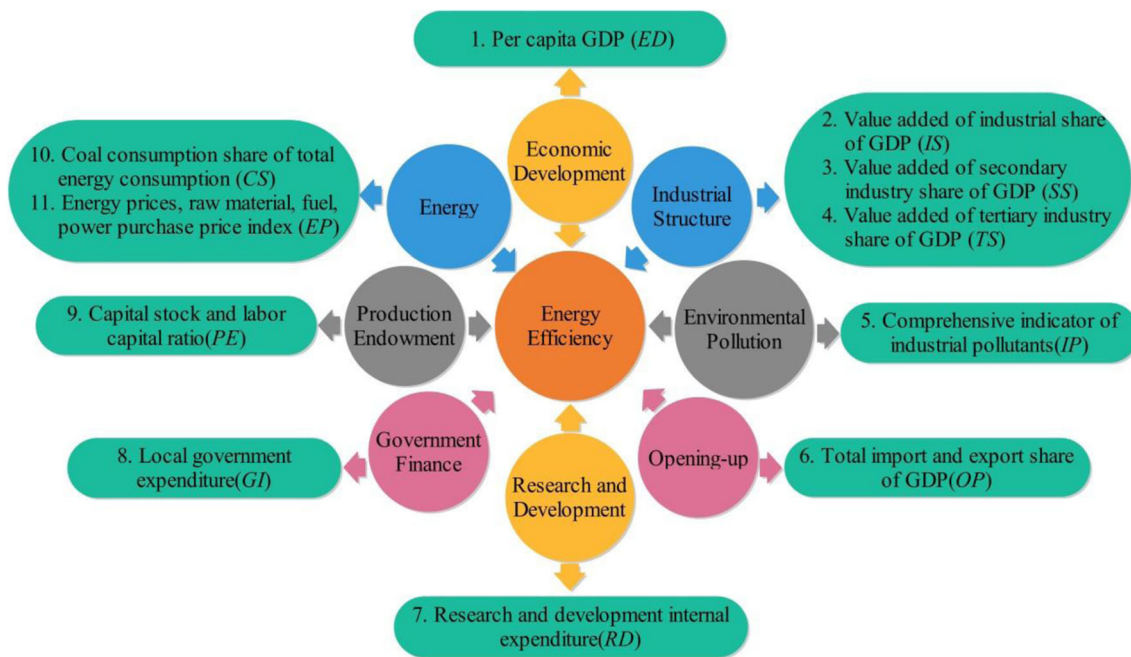 1. Per capita GDP (ED)
Economic
Development
2. Value added of industrial share
of GDP (IS)
3. Value added of secondary
industry share of GDP (SS)
4. Value added of tertiary industry
share of GDP (TS)
Industrial
Structure
10. Coal consumption share of total
energy consumption (CS)
11. Energy prices, raw material, fuel,
power purchase price index (EP)
Energy
9. Capital stock and labor
capital ratio(PE)
Production
Endowment
Energy
Efficiency
Environmental
Pollution
5. Comprehensive indicator of
industrial pollutants(IP)
8. Local government
expenditure(GI)
Government
Finance
Research and
Development
Opening-up
6. Total import and export share
of GDP(OP)
7. Research and development internal
expenditure(RD)